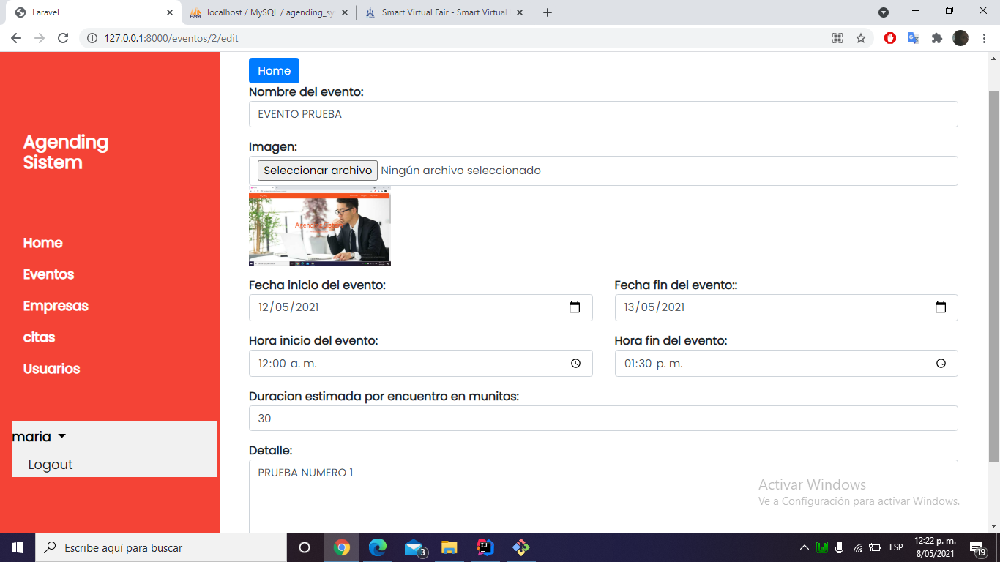 Laravel
localhost / MySQL / agending_sy
Smart Virtual Fair - Smart Virtual
127.0.0.1:8000/eventos/2/edit
Agending
Sistem
Home
Eventos
Empresas
citas
Usuarios
maria
Logout
Home
Nombre del evento:
EVENTO PRUEBA
Imagen:
Seleccionar archivo Ningún archivo seleccionado
Agending Sistem
Fecha inicio del evento:
12/05/2021
Fecha fin del evento::
13/05/2021
Hora inicio del evento:
12:00 a. m.
Hora fin del evento:
01:30 p. m.
Duracion estimada por encuentro en munitos:
30
Detalle:
PRUEBA NUMERO 1
Activar Windows
Ve a Configuración para activar Windows.
Escribe aquí para buscar
3
ESP
12:22 p. m.
8/05/2021
19